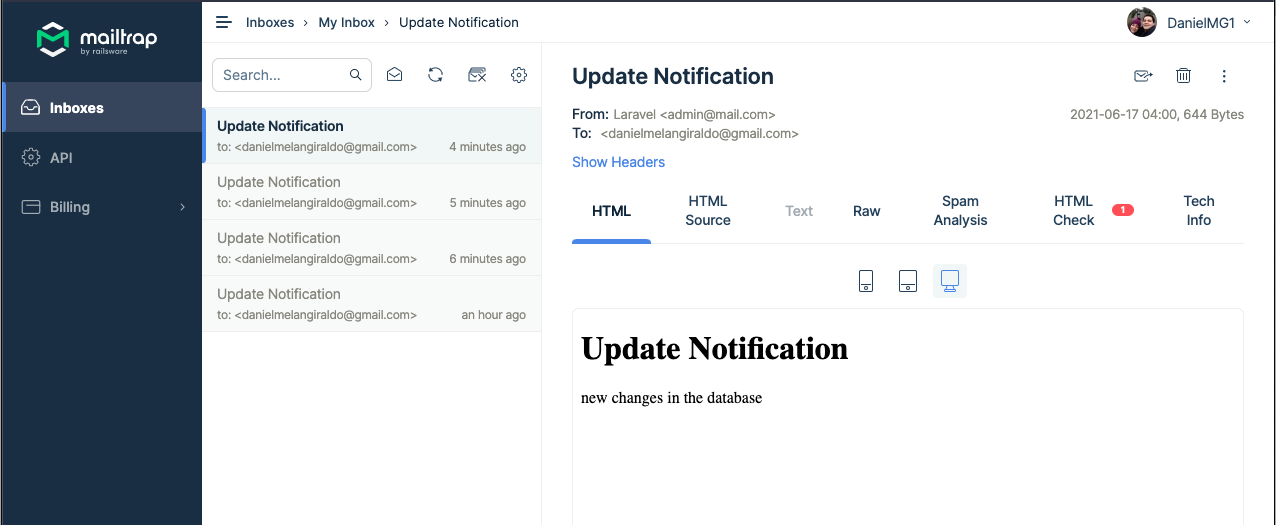 mailtrap
by railsware
Inboxes
API
Billing
Inboxes > My Inbox > Update Notification
DanielMG1
Search...
Update Notification
to: <danielmelangiraldo@gmail.com> 4 minutes ago
Update Notification
to: <danielmelangiraldo@gmail.com> 5 minutes ago
Update Notification
to: <danielmelangiraldo@gmail.com> 6 minutes ago
Update Notification
to: <danielmelangiraldo@gmail.com> an hour ago
Update Notification
From: Laravel <admin@mail.com> 2021-06-17 04:00, 644 Bytes
To: <danielmelangiraldo@gmail.com>
Show Headers
HTML
HTML
Source
Text
Raw
Spam
Analysis
HTML
Check
1
Tech
Info
Update Notification
new changes in the database